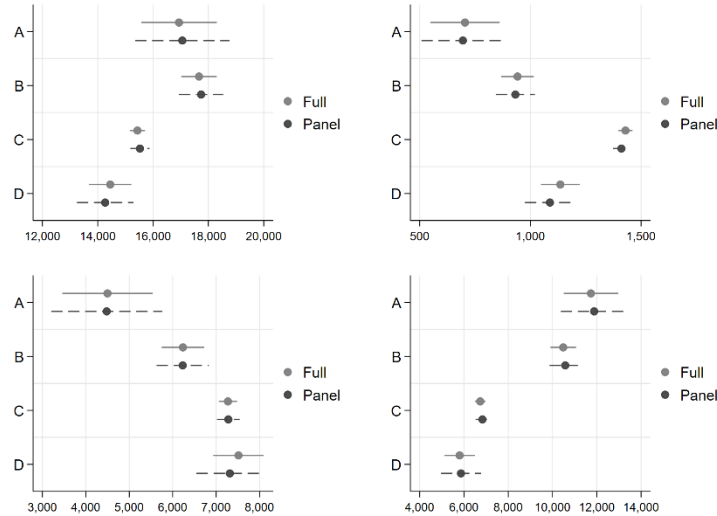 A
B
C
D
Full
Panel
12,000 14,000 16,000 18,000 20,000
A
B
C
D
Full
Panel
500 1,000 1,500
A
B
C
D
Full
Panel
3,000 4,000 5,000 6,000 7,000 8,000
A
B
C
D
Full
Panel
4,000 6,000 8,000 10,000 12,000 14,000